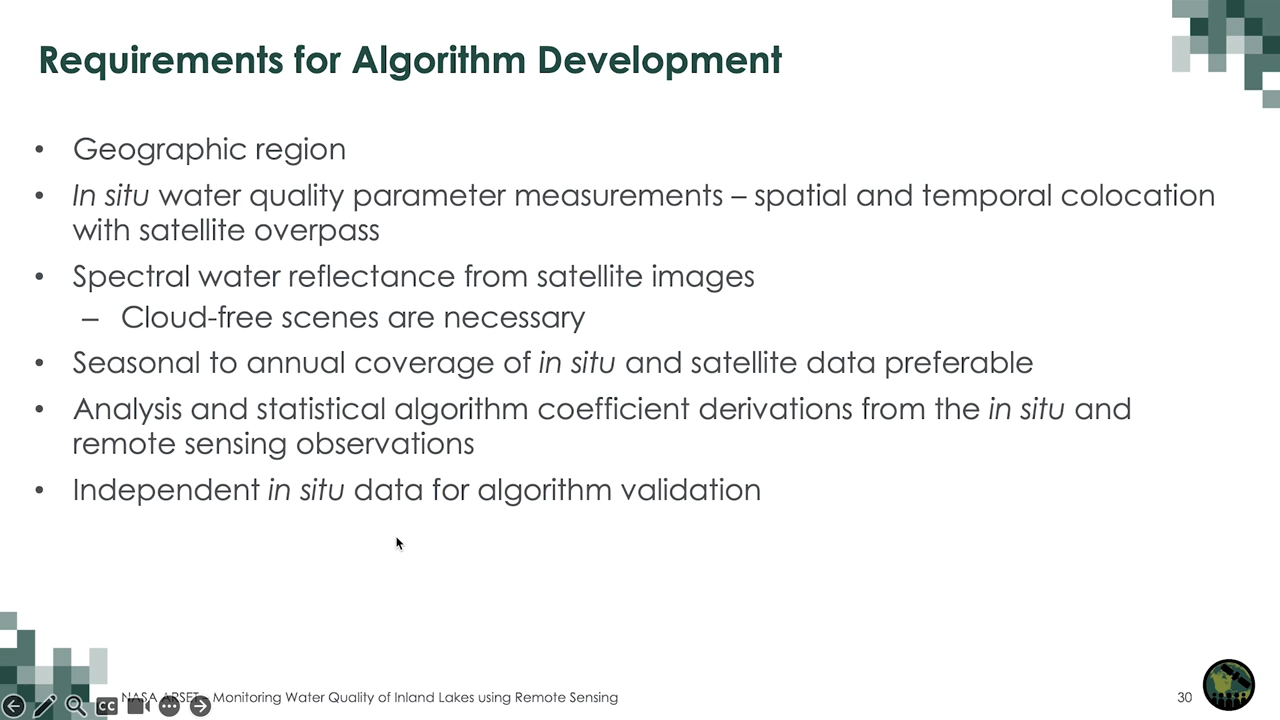 Requirements for Algorithm Development
• Geographic region
• In situ water quality parameter measurements – spatial and temporal colocation
with satellite overpass
• Spectral water reflectance from satellite images
– Cloud-free scenes are necessary
• Seasonal to annual coverage of in situ and satellite data preferable
• Analysis and statistical algorithm coefficient derivations from the in situ and
remote sensing observations
• Independent in situ data for algorithm validation
CC
NASA ARSET – Monitoring Water Quality of Inland Lakes using Remote Sensing
30